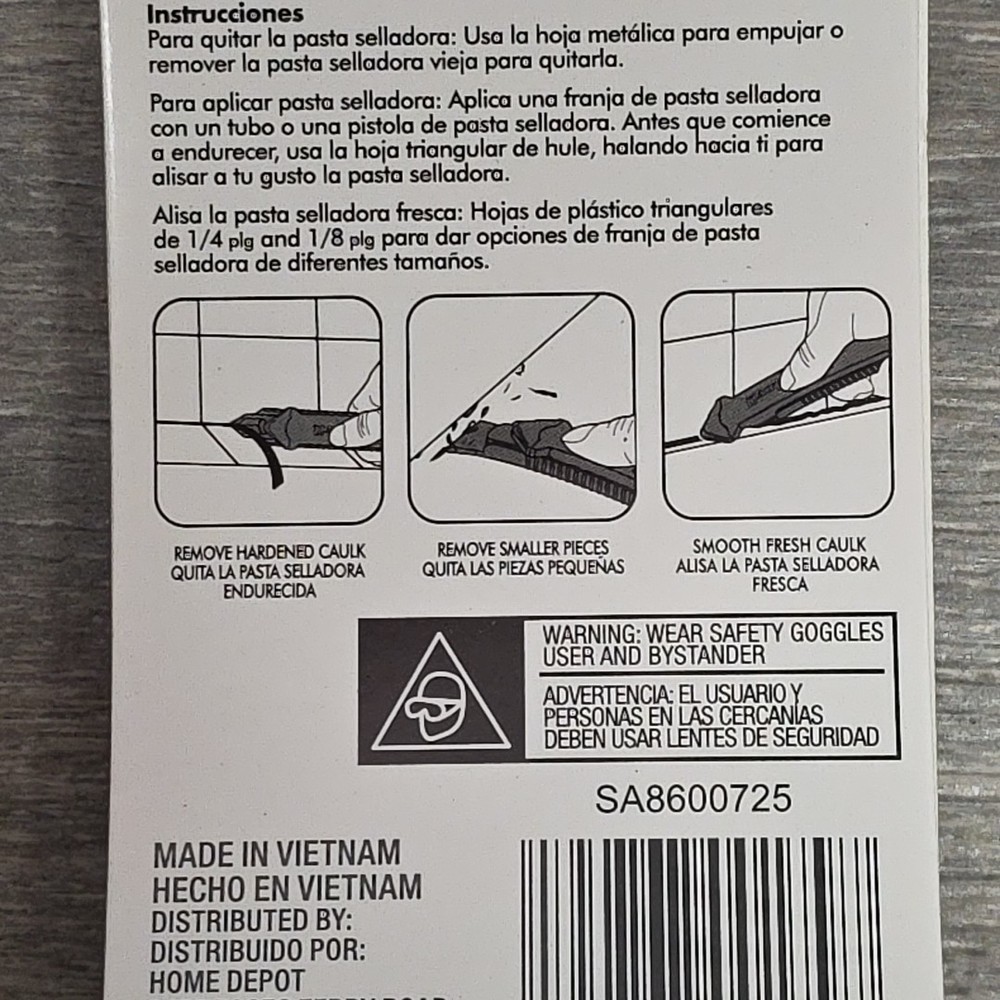 Instrucciones
Para quitar la pasta selladora: Usa la hoja metálica para empujar o
remover la pasta selladora vieja para quitarla.
Para aplicar pasta selladora: Aplica una franja de pasta selladora
con un tubo o una pistola de pasta selladora. Antes que comience
a endurecer, usa la hoja triangular de hule, halando hacia ti para
alisar a tu gusto la pasta selladora.
Alisa la pasta selladora fresca: Hojas de plástico triangulares
de 1/4 plg and 1/8 plg para dar opciones de franja de pasta
selladora de diferentes tamaños.
REMOVE HARDENED CAULK
QUITA LA PASTA SELLADORA
ENDURECIDA
REMOVE SMALLER PIECES
QUITA LAS PIEZAS PEQUEÑAS
SMOOTH FRESH CAULK
ALISA LA PASTA SELLADORA
FRESCA
WARNING: WEAR SAFETY GOGGLES
USER AND BYSTANDER
ADVERTENCIA: EL USUARIO Y
PERSONAS EN LAS CERCANÍAS
DEBEN USAR LENTES DE SEGURIDAD
SA8600725
MADE IN VIETNAM
HECHO EN VIETNAM
DISTRIBUTED BY:
DISTRIBUIDO POR:
HOME DEPOT